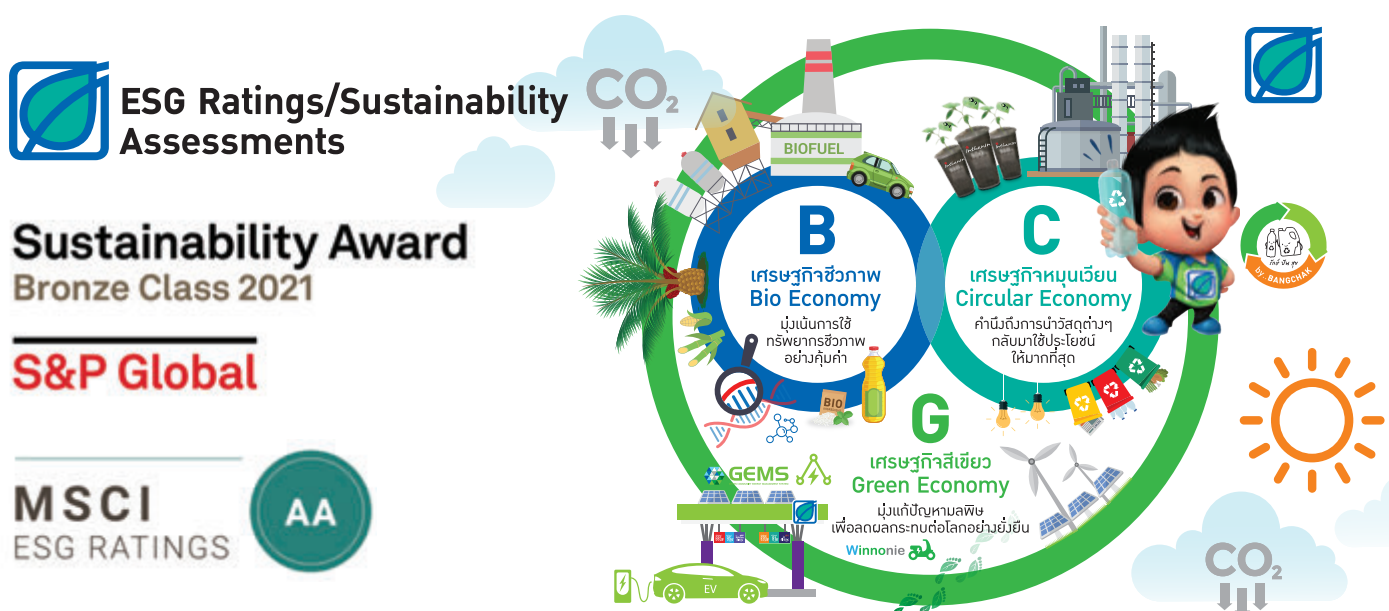 ESG Ratings/Sustainability
Assessments
Sustainability Award
Bronze Class 2021
S&P Global
MSCI
ESG RATINGS
AA
CO2
BIOFUEL
B
เศรษฐกิจชีวภาพ
Bio Economy
มุ่งเน้นการใช้
ทรัพยากรชีวภาพ
อย่างคุ้มค่า
BIO
Inthanin
Inthanin
Inthanin
C
เศรษฐกิจหมุนเวียน
Circular Economy
คำนึงถึงการนำวัสดุต่างๆ
กลับมาใช้ประโยชน์
ให้มากที่สุด
by.. BANGCHAK
G
เศรษฐกิจสีเขียว
Green Economy
มุ่งแก้ปัญหามลพิษ
เพื่อลดผลกระทบต่อโลกอย่างยั่งยืน
Winnonie
GEMS
EV
CO2